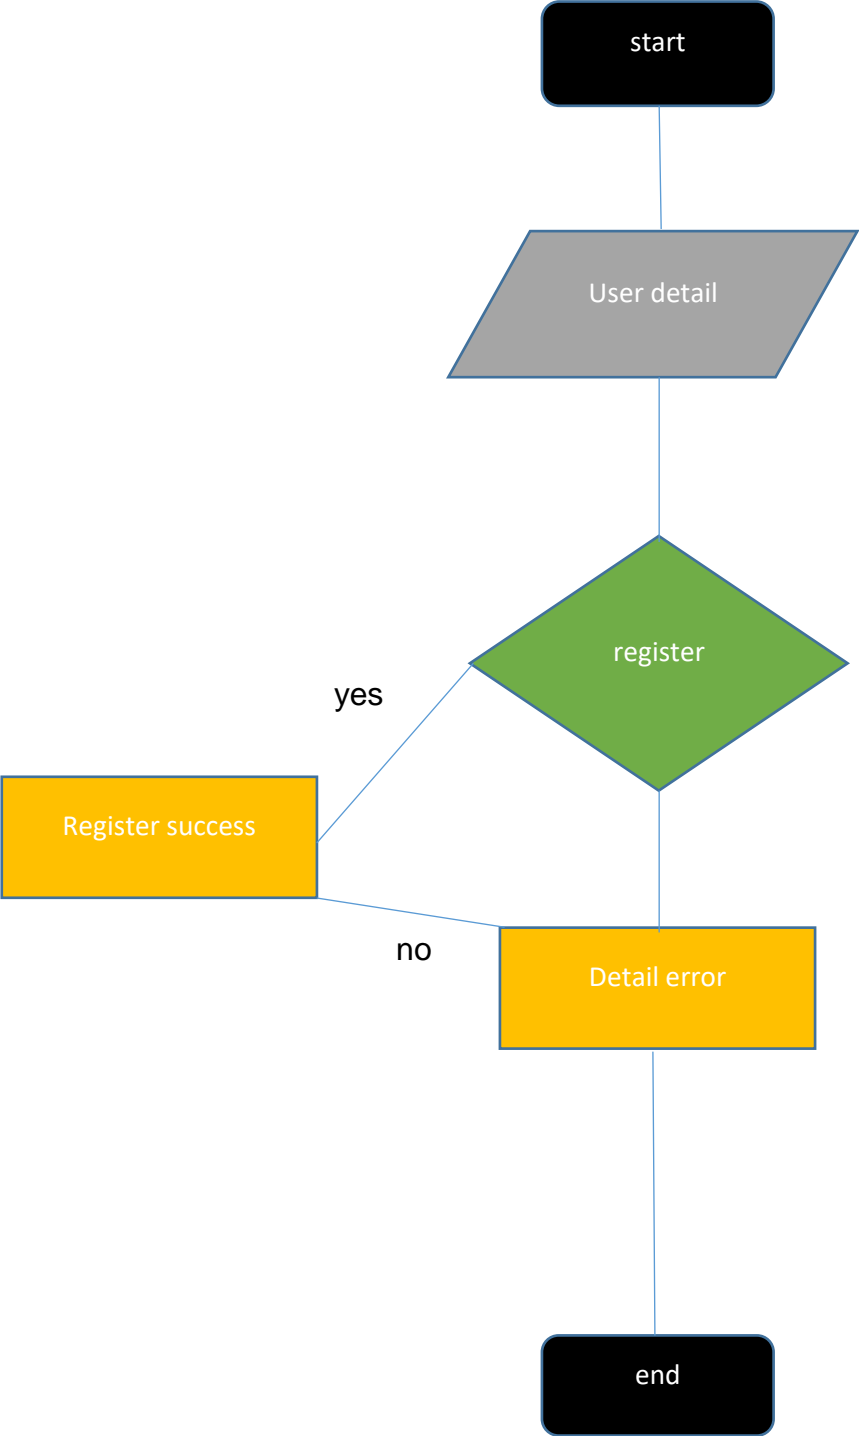 start
User detail
register
yes
Register success
no
Detail error
end